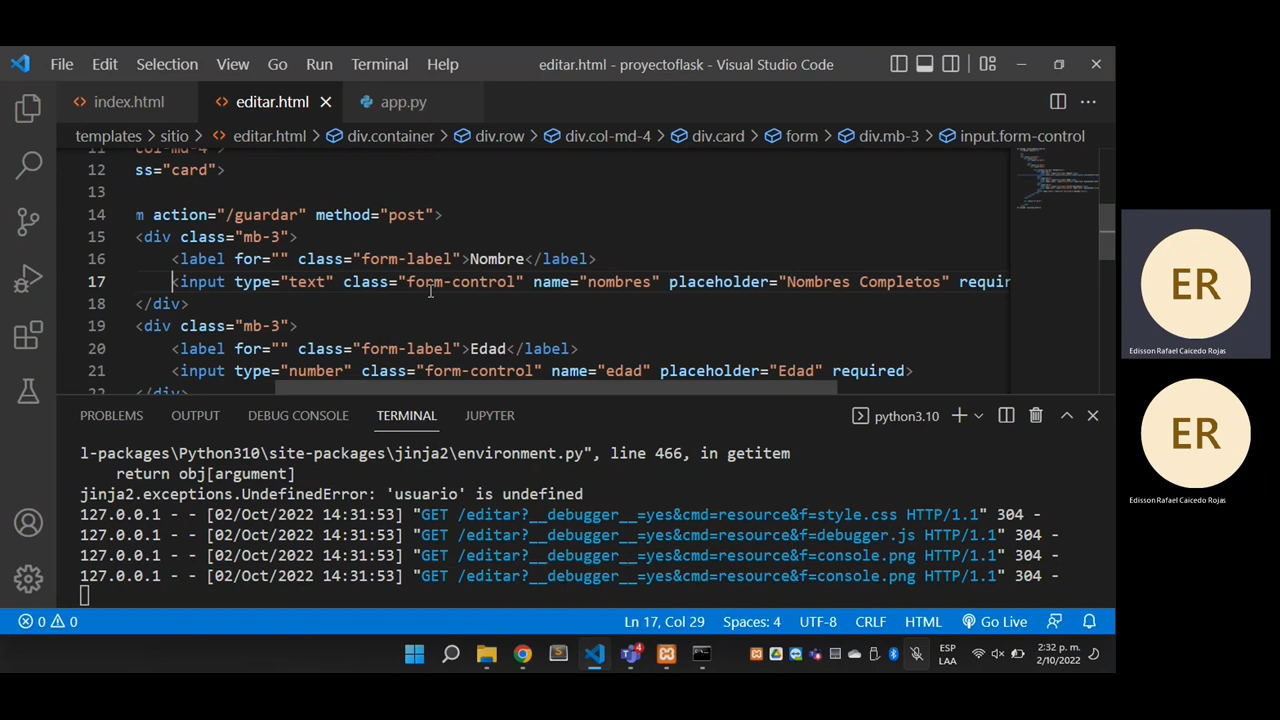 File Edit Selection View Go Run Terminal Help editar.html - proyectoflask - Visual Studio Code
index.html editar.html app.py
templates > sitio > editar.html > div.container > div.row > div.col-md-4 > div.card > form > div.mb-3 > input.form-control
11 col-md-4">
12 ss="card">
13
14 m action="/guardar" method="post">
15 <div class="mb-3">
16 <label for="" class="form-label">Nombre</label>
17 <input type="text" class="form-control" name="nombres" placeholder="Nombres Completos" requir
18 </div>
19 <div class="mb-3">
20 <label for="" class="form-label">Edad</label>
21 <input type="number" class="form-control" name="edad" placeholder="Edad" required>
22 </div>
PROBLEMS OUTPUT DEBUG CONSOLE TERMINAL JUPYTER python3.10
l-packages\Python310\site-packages\jinja2\environment.py", line 466, in getitem
return obj[argument]
jinja2.exceptions.UndefinedError: 'usuario' is undefined
127.0.0.1 - - [02/Oct/2022 14:31:53] "GET /editar?__debugger__=yes&cmd=resource&f=style.css HTTP/1.1" 304 -
127.0.0.1 - - [02/Oct/2022 14:31:53] "GET /editar?__debugger__=yes&cmd=resource&f=debugger.js HTTP/1.1" 304 -
127.0.0.1 - - [02/Oct/2022 14:31:53] "GET /editar?__debugger__=yes&cmd=resource&f=console.png HTTP/1.1" 304 -
127.0.0.1 - - [02/Oct/2022 14:31:53] "GET /editar?__debugger__=yes&cmd=resource&f=console.png HTTP/1.1" 304 -
0 0 Ln 17, Col 29 Spaces: 4 UTF-8 CRLF HTML Go Live
4 ESP LAA 2:32 p. m. 2/10/2022
ER
Edisson Rafael Caicedo Rojas
ER
Edisson Rafael Caicedo Rojas